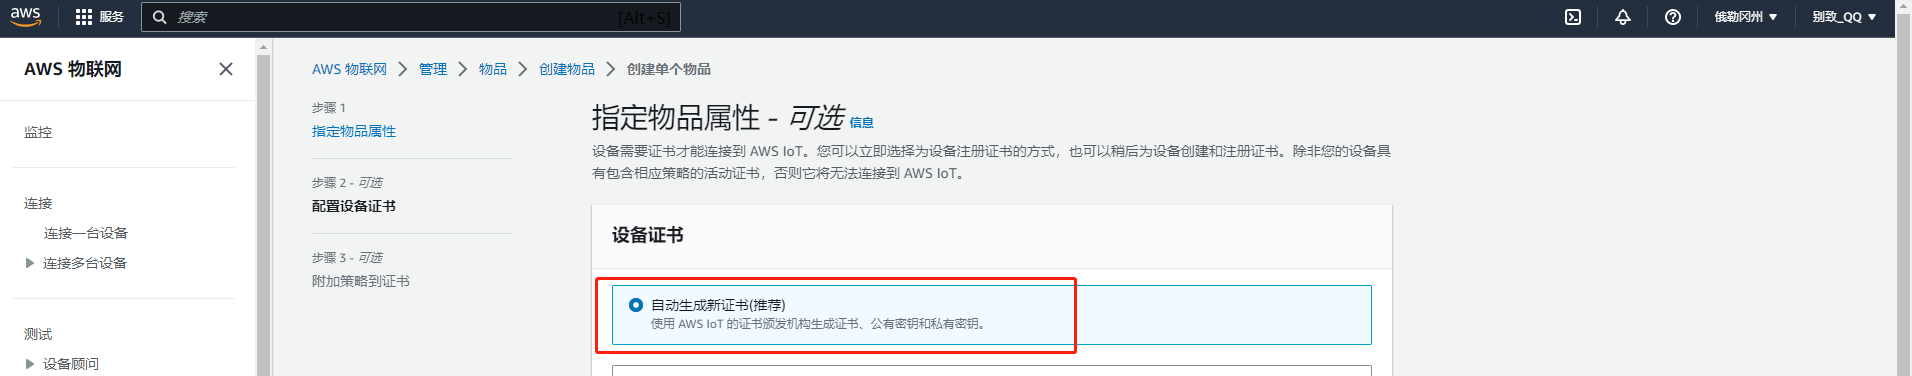 aws
服务
搜索
[Alt+S]
俄勒冈州
别致_QQ
AWS 物联网
监控
连接
连接一台设备
连接多台设备
测试
设备顾问
AWS 物联网 > 管理 > 物品 > 创建物品 > 创建单个物品
步骤 1
指定物品属性
步骤 2 - 可选
配置设备证书
步骤 3 - 可选
附加策略到证书
指定物品属性 - 可选 信息
设备需要证书才能连接到 AWS IoT。您可以立即选择为设备注册证书的方式，也可以稍后为设备创建和注册证书。除非您的设备具
有包含相应策略的活动证书，否则它将无法连接到 AWS IoT。
设备证书
自动生成新证书(推荐)
使用 AWS IoT 的证书颁发机构生成证书、公有密钥和私有密钥。